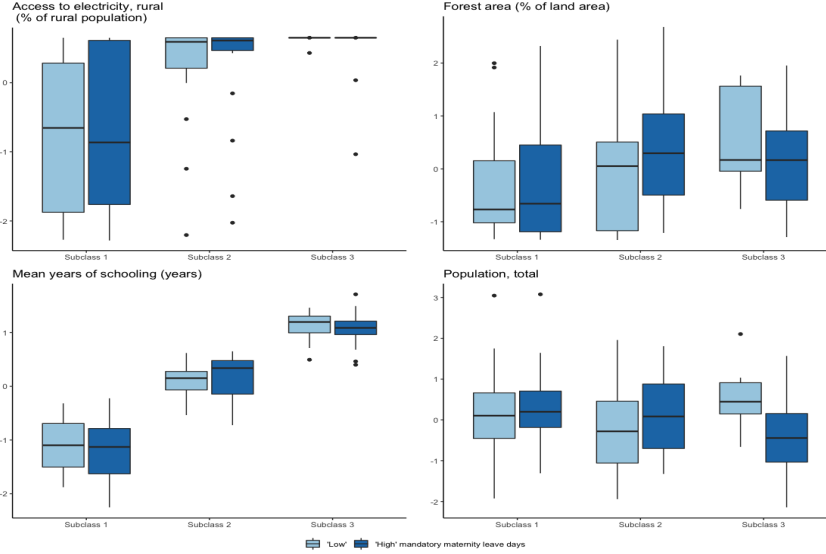 Access to electricity, rural
(% of rural population)
0
-1
-2
Subclass 1 Subclass 2 Subclass 3
Forest area (% of land area)
2
1
0
-1
Subclass 1 Subclass 2 Subclass 3
Mean years of schooling (years)
1
0
-1
-2
Subclass 1 Subclass 2 Subclass 3
Population, total
3
2
1
0
-1
-2
Subclass 1 Subclass 2 Subclass 3
'Low' 'High' mandatory maternity leave days